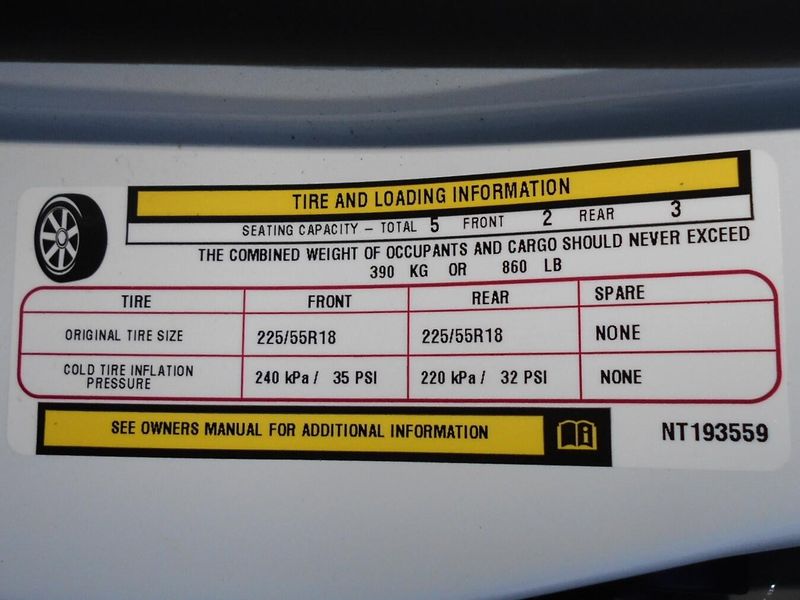 TIRE AND LOADING INFORMATION
SEATING CAPACITY – TOTAL 5 FRONT 2 REAR 3
THE COMBINED WEIGHT OF OCCUPANTS AND CARGO SHOULD NEVER EXCEED
390 KG OR 860 LB
TIRE FRONT REAR SPARE
ORIGINAL TIRE SIZE 225/55R18 225/55R18 NONE
COLD TIRE INFLATION PRESSURE 240 kPa / 35 PSI 220 kPa / 32 PSI NONE
SEE OWNERS MANUAL FOR ADDITIONAL INFORMATION
NT193559